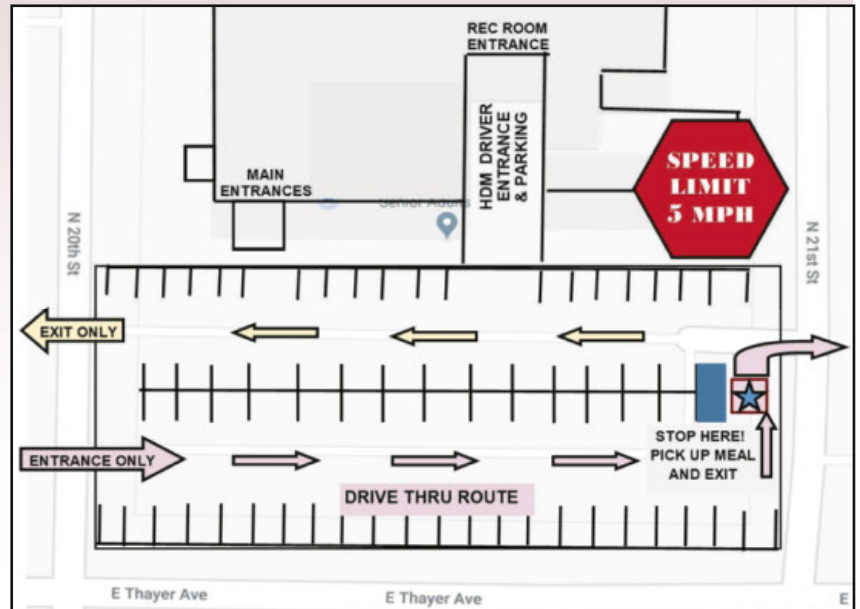 REC ROOM
ENTRANCE
HDM DRIVER
ENTRANCE
& PARKING
MAIN
ENTRANCES
SPEED
LIMIT
5 MPH
Senior Adults
N 20th St
N 21st St
EXIT ONLY
STOP HERE!
PICK UP MEAL
AND EXIT
ENTRANCE ONLY
DRIVE THRU ROUTE
E Thayer Ave
E Thayer Ave
E